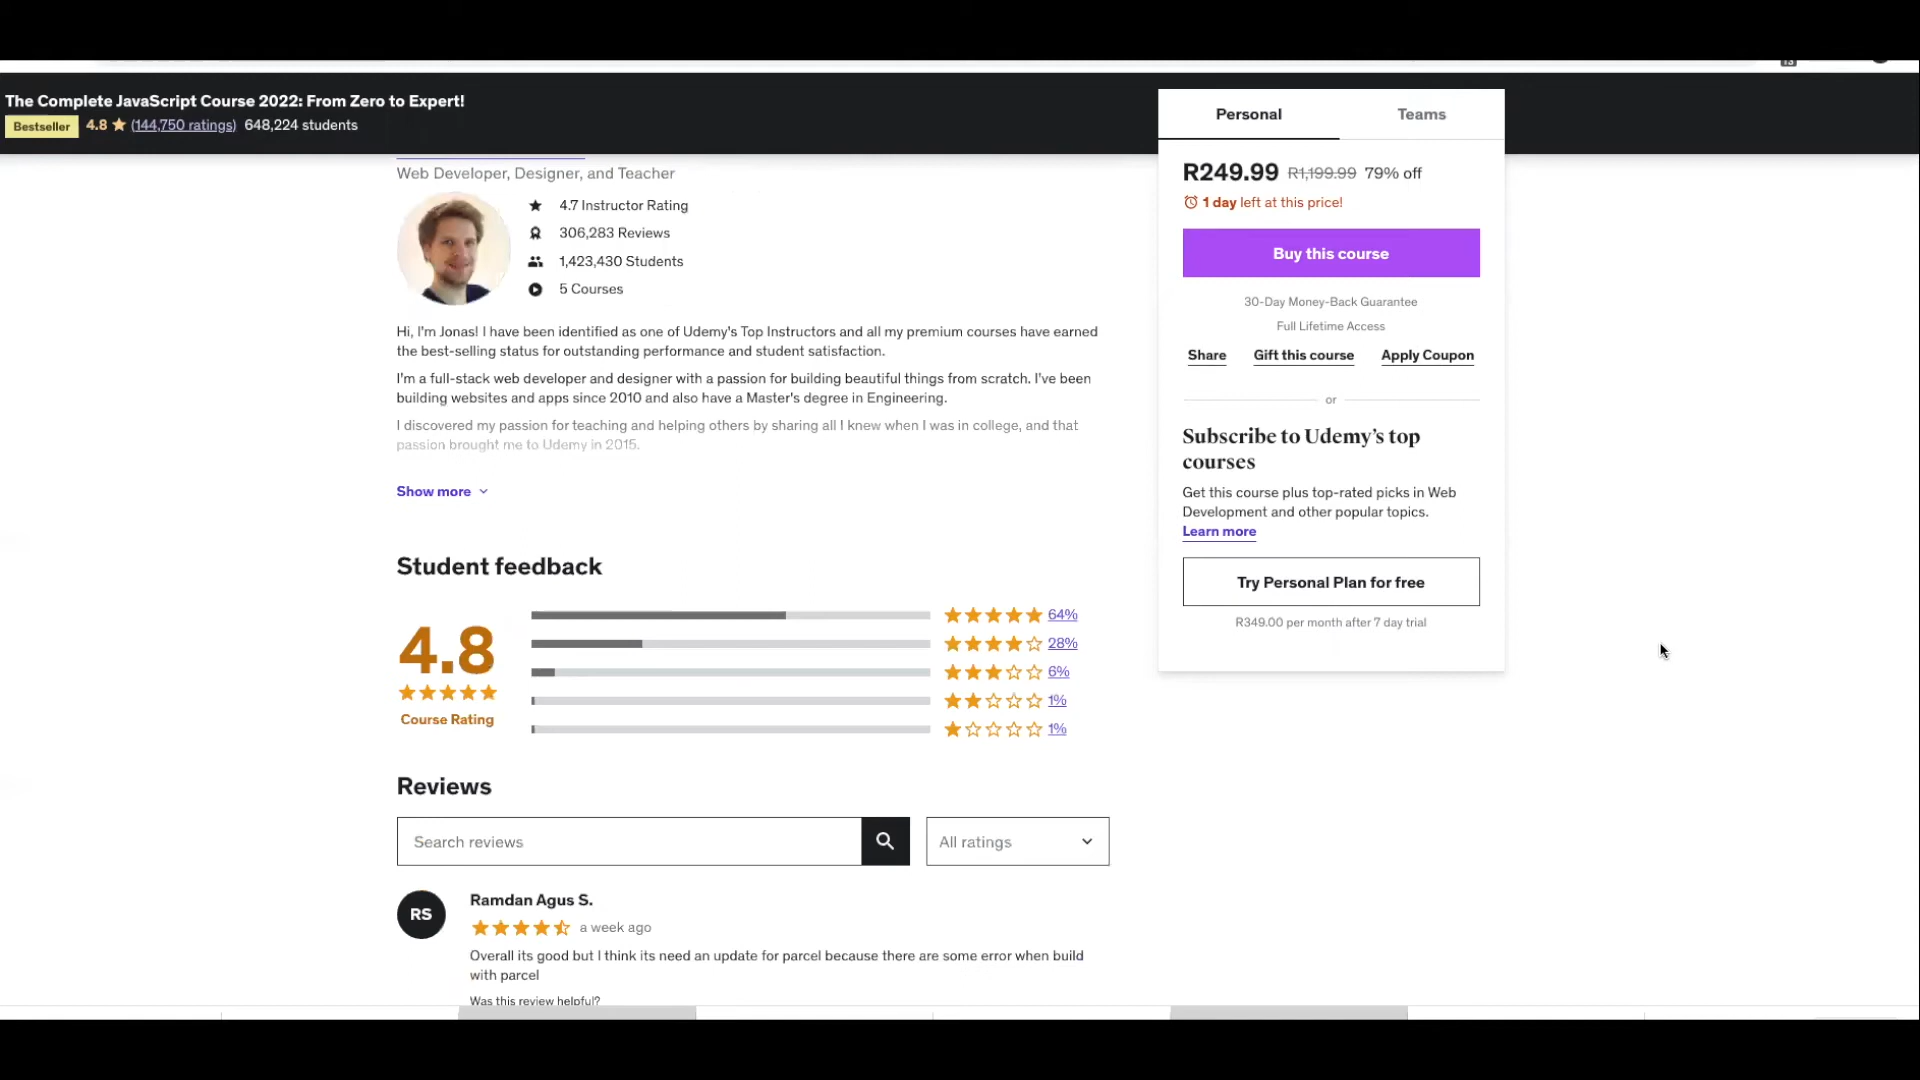 The Complete JavaScript Course 2022: From Zero to Expert!
Bestseller 4.8 (144,750 ratings) 648,224 students
Web Developer, Designer, and Teacher
4.7 Instructor Rating
306,283 Reviews
1,423,430 Students
5 Courses
Hi, I'm Jonas! I have been identified as one of Udemy's Top Instructors and all my premium courses have earned
the best-selling status for outstanding performance and student satisfaction.
I'm a full-stack web developer and designer with a passion for building beautiful things from scratch. I've been
building websites and apps since 2010 and also have a Master's degree in Engineering.
I discovered my passion for teaching and helping others by sharing all I knew when I was in college, and that
passion brought me to Udemy in 2015.
Show more
Student feedback
4.8
Course Rating
64%
28%
6%
1%
1%
Reviews
Search reviews
All ratings
RS
Ramdan Agus S.
a week ago
Overall its good but I think its need an update for parcel because there are some error when build
with parcel
Was this review helpful?
Personal Teams
R249.99 R1,199.99 79% off
1 day left at this price!
Buy this course
30-Day Money-Back Guarantee
Full Lifetime Access
Share Gift this course Apply Coupon
or
Subscribe to Udemy’s top
courses
Get this course plus top-rated picks in Web
Development and other popular topics.
Learn more
Try Personal Plan for free
R349.00 per month after 7 day trial